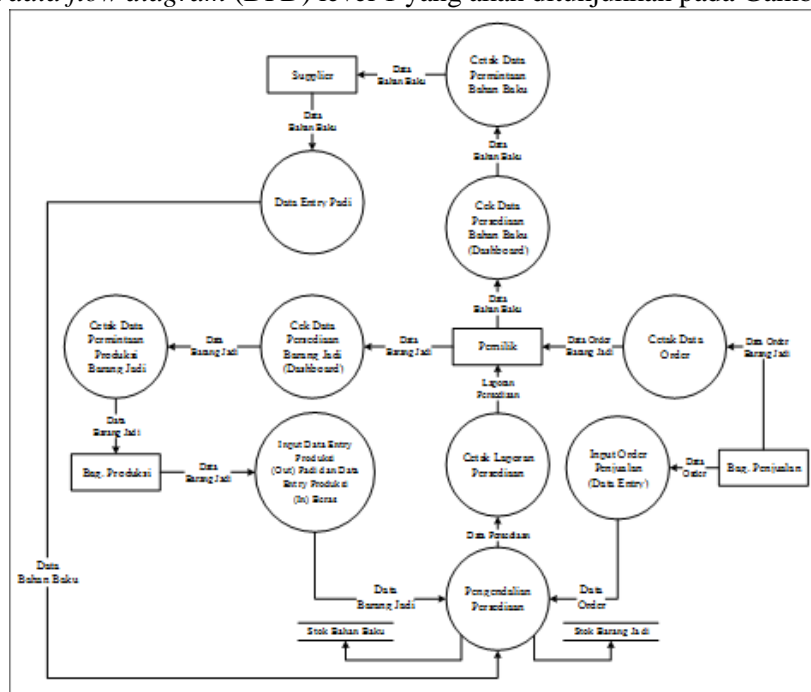 data flow diagram (DFD) level 1 yang akan ditunjukkan pada Gamb
Cetak Data
Permintaan
Bahan Baku
Data
Bahan Baku
Supplier
Data
Bahan Baku
Data Entry Padi
Data
Bahan Baku
Cek Data
Persediaan
Bahan Baku
(Dashboard)
Data
Bahan Baku
Cetak Data
Permintaan
Produksi
Barang Jadi
Data
Barang Jadi
Cek Data
Persediaan
Barang Jadi
(Dashboard)
Data
Barang Jadi
Pemilik
Data Order
Barang Jadi
Cetak Data
Order
Data Order
Barang Jadi
Laporan
Persediaan
Data
Barang Jadi
Bag. Produksi
Data
Barang Jadi
Input Data Entry
Produksi
(Out) Padi dan Data
Entry Produksi
(In) Beras
Cetak Laporan
Persediaan
Input Order
Penjualan
(Data Entry)
Data
Order
Bag. Penjualan
Data Persediaan
Data
Bahan Baku
Data
Barang Jadi
Pengendalian
Persediaan
Data
Order
Stok Bahan Baku
Stok Barang Jadi